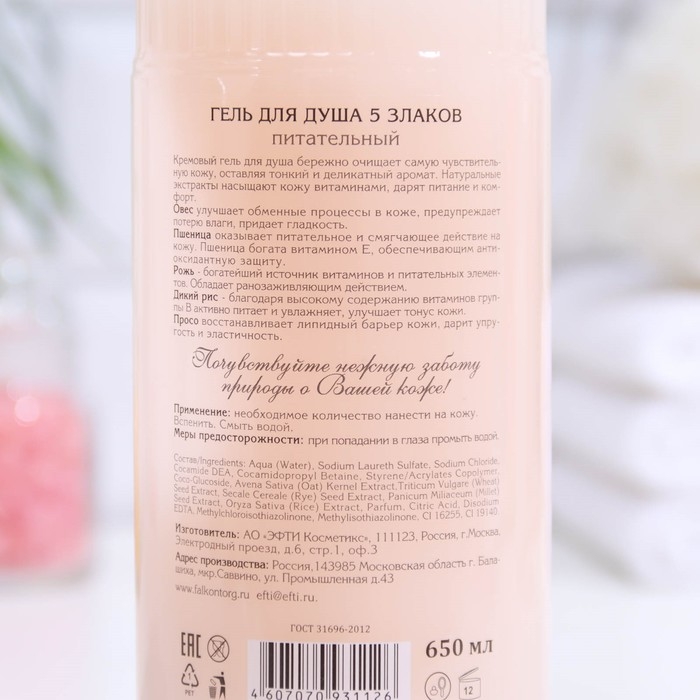 ГЕЛЬ ДЛЯ ДУША 5 ЗЛАКОВ
питательный
Кремовый гель для душа бережно очищает самую чувствитель-
ную кожу, оставляя тонкий и деликатный аромат. Натуральные
экстракты насыщают кожу витаминами, дарят питание и ком-
форт.
Овес улучшает обменные процессы в коже, предупреждает
потерю влаги, придает гладкость.
Пшеница оказывает питательное и смягчающее действие на
кожу. Пшеница богата витамином Е, обеспечивающим анти-
оксидантную защиту.
Рожь - богатейший источник витаминов и питательных элемен-
тов. Обладает ранозаживляющим действием.
Дикий рис - благодаря высокому содержанию витаминов груп-
пы В активно питает и увлажняет, улучшает тонус кожи.
Просо восстанавливает липидный барьер кожи, дарит упру-
гость и эластичность.
Почувствуйте нежную заботу
природы о Вашей коже!
Применение: необходимое количество нанести на кожу.
Вспенить. Смыть водой.
Меры предосторожности: при попадании в глаза промыть водой.
Состав/Ingredients: Aqua (Water), Sodium Laureth Sulfate, Sodium Chloride,
Cocamide DEA, Cocamidopropyl Betaine, Styrene/Acrylates Copolymer,
Coco-Glucoside, Avena Sativa (Oat) Kernel Extract,Triticum Vulgare (Wheat)
Seed Extract, Secale Cereale (Rye) Seed Extract, Panicum Miliaceum (Millet)
Seed Extract, Oryza Sativa (Rice) Extract, Parfum, Citric Acid, Disodium
EDTA, Methylchloroisothiazolinone, Methylisothiazolinone, CI 16255, CI 19140.
Изготовитель: АО «ЭФТИ Косметикс», 111123, Россия, г.Москва,
Электродный проезд, д.6, стр.1, оф.3
Адрес производства: Россия,143985 Московская область г. Бала-
шиха, мкр.Саввино, ул. Промышленная д.43
www.falkontorg.ru efti@efti.ru.
ГОСТ 31696-2012
EAC
650 мл
1
PET
12
4 607070 931126